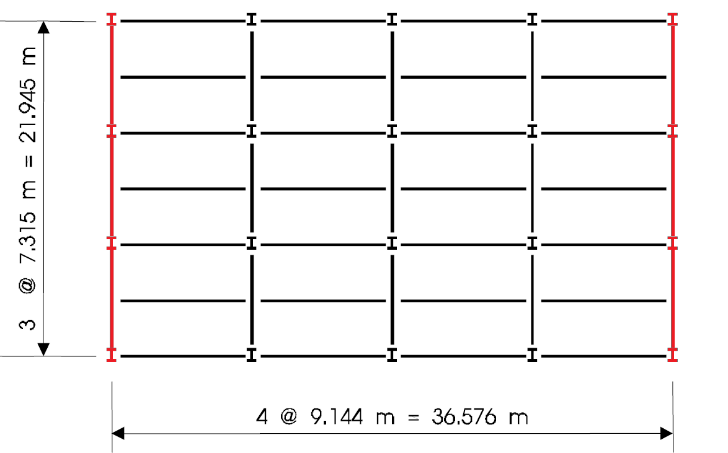 3 @ 7.315 m = 21.945 m
4 @ 9.144 m = 36.576 m